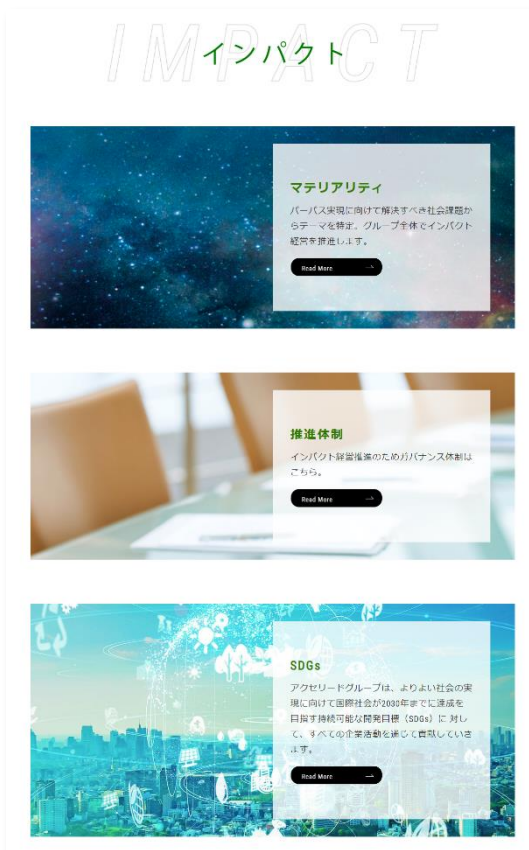 IMPACT
インパクト
マテリアリティ
パーパス実現に向けて解決すべき社会課題か
らテーマを特定、グループ全体でインパクト
経営を推進します。
Read More
推進体制
インパクト経営推進のためガバナンス体制は
こちら。
Read More
SDGs
アクセリードグループは、よりよい社会の実
現に向けて国際社会が2030年までに達成を
目指す持続可能な開発目標（SDGs）に 対し
て、すべての企業活動を通じて貢献していき
ます。
Read More